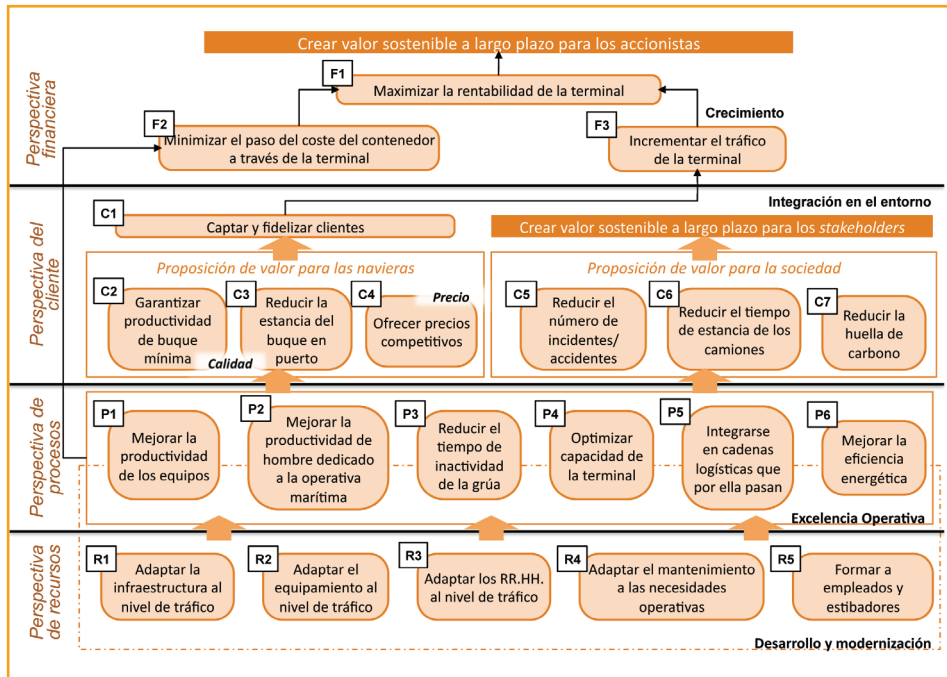 Perspectiva
financiera
Crear valor sostenible a largo plazo para los accionistas
F1
Maximizar la rentabilidad de la terminal
Crecimiento
F2
Minimizar el paso del coste del contenedor
a través de la terminal
F3
Incrementar el tráfico
de la terminal
Perspectiva del
cliente
Integración en el entorno
C1
Captar y fidelizar clientes
Crear valor sostenible a largo plazo para los stakeholders
Proposición de valor para las navieras
C2
Garantizar
productividad
de buque
mínima
C3
Reducir la
estancia del
buque en
puerto
C4
Precio
Ofrecer precios
competitivos
Calidad
Proposición de valor para la sociedad
C5
Reducir el
número de
incidentes/
accidentes
C6
Reducir el tiempo
de estancia de los
camiones
C7
Reducir la
huella de
carbono
Perspectiva de
procesos
P1
Mejorar la
productividad
de los equipos
P2
Mejorar la
productividad de
hombre dedicado
a la operativa
marítima
P3
Reducir el
tiempo de
inactividad
de la grúa
P4
Optimizar
capacidad de
la terminal
P5
Integrarse
en cadenas
logísticas que
por ella pasan
P6
Mejorar la
eficiencia
energética
Excelencia Operativa
Perspectiva
de recursos
R1
Adaptar la
infraestructura al
nivel de tráfico
R2
Adaptar el
equipamiento al
nivel de tráfico
R3
Adaptar los RR.HH.
al nivel de tráfico
R4
Adaptar el mantenimiento
a las necesidades
operativas
R5
Formar a
empleados y
estibadores
Desarrollo y modernización